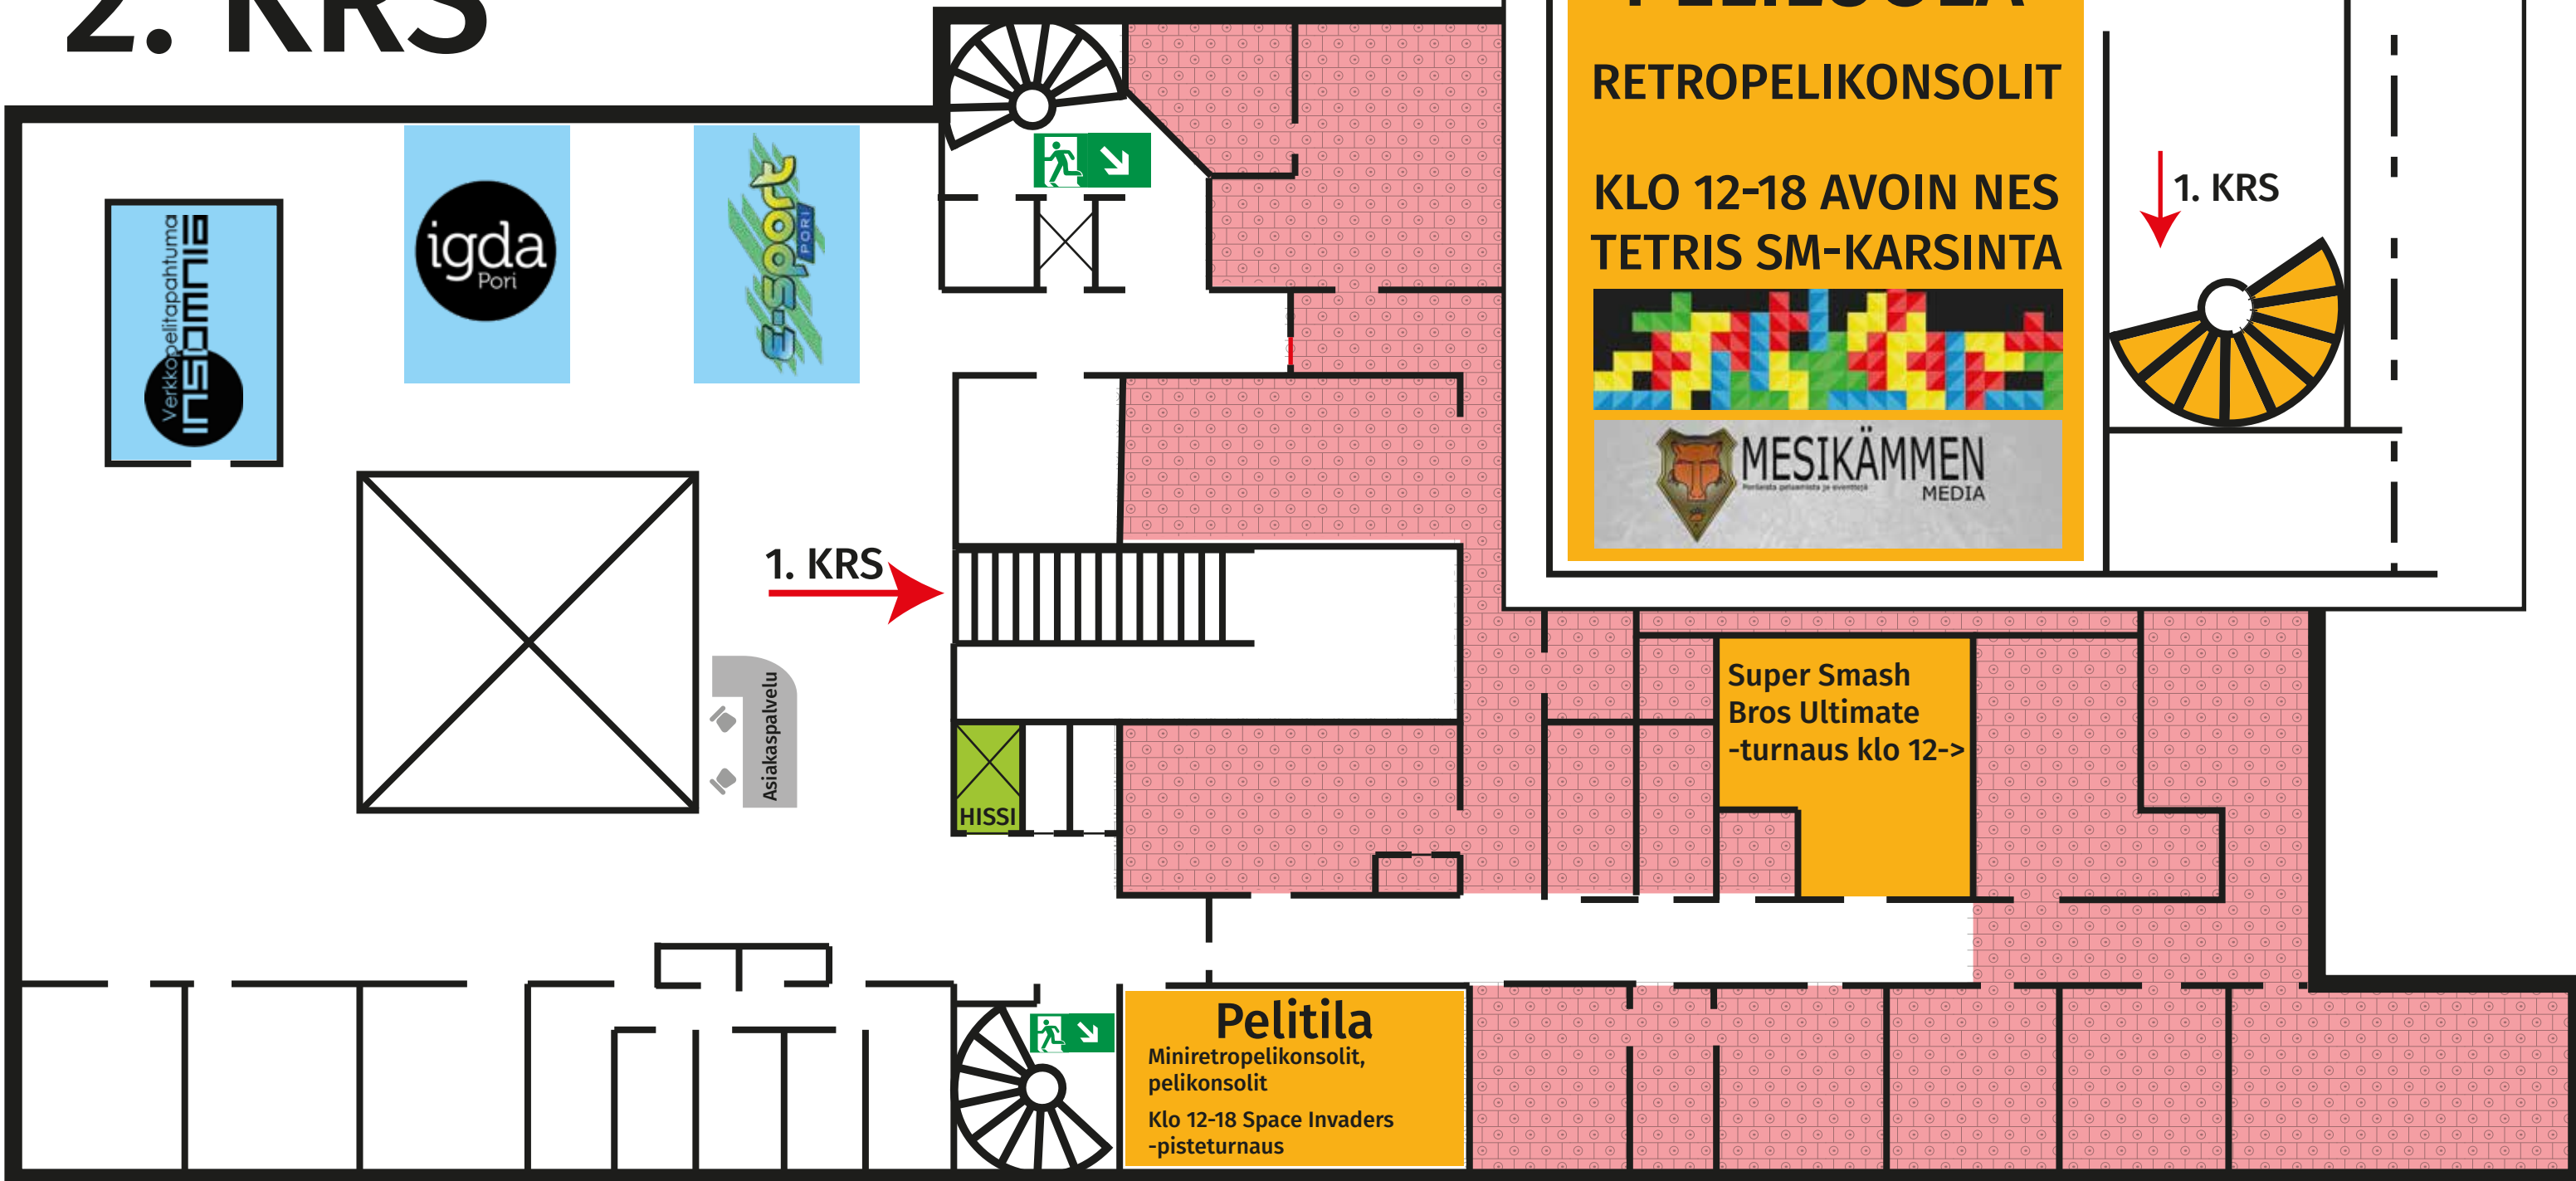 2. KRS
RETROPELIKONSOLIT
KLO 12-18 AVOIN NES
TETRIS SM-KARSINTA
MESIKÄMMEN
MEDIA
1. KRS
Verkkopelitapahtuma
insomnia
igda
Pori
e-sport
PORI
1. KRS
Asiakaspalvelu
HISSI
Super Smash
Bros Ultimate
-turnaus klo 12->
Pelitila
Miniretropelikonsolit,
pelikonsolit
Klo 12-18 Space Invaders
-pisteturnaus